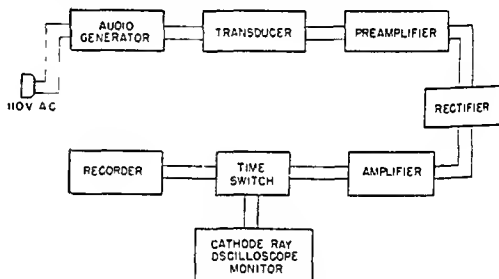 AUDIO
GENERATOR
TRANSDUCER
PREAMPLIFIER
110V AC
RECTIFIER
RECORDER
TIME
SWITCH
AMPLIFIER
CATHODE RAY
OSCILLOSCOPE
MONITOR